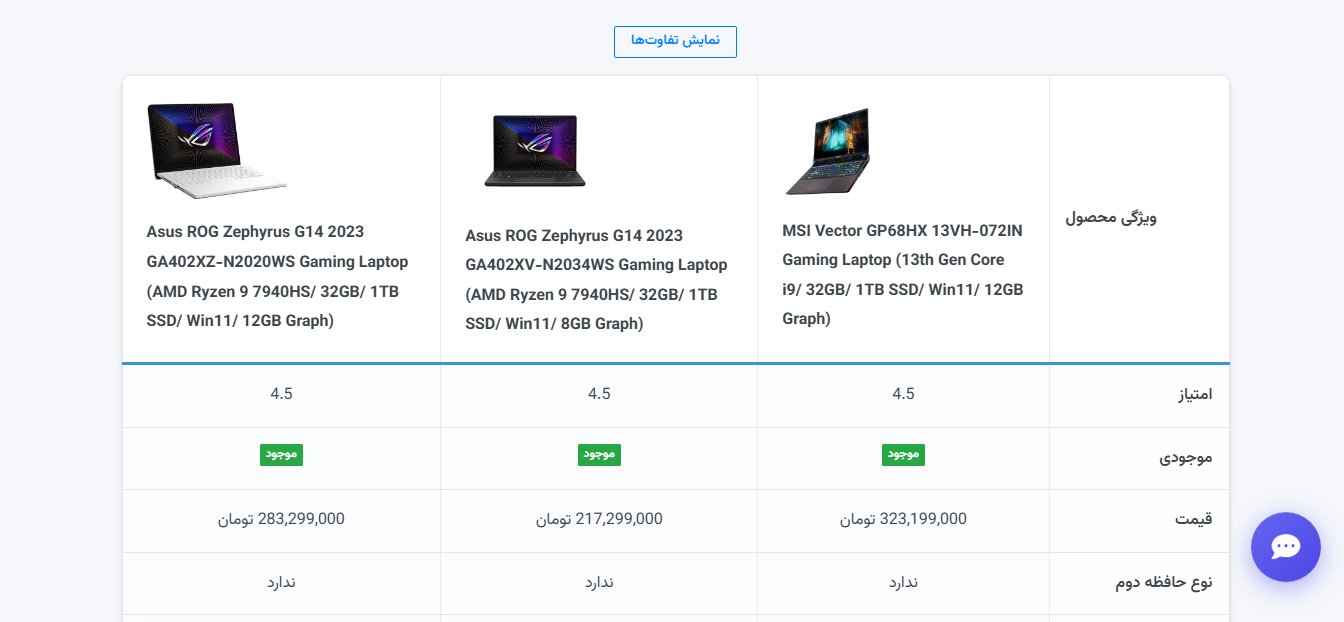 نمایش تفاوت‌ها
ویژگی محصول
MSI Vector GP68HX 13VH-072IN
Gaming Laptop (13th Gen Core
i9/ 32GB/ 1TB SSD/ Win11/ 12GB
Graph)
Asus ROG Zephyrus G14 2023
GA402XV-N2034WS Gaming Laptop
(AMD Ryzen 9 7940HS/ 32GB/ 1TB
SSD/ Win11/ 8GB Graph)
Asus ROG Zephyrus G14 2023
GA402XZ-N2020WS Gaming Laptop
(AMD Ryzen 9 7940HS/ 32GB/ 1TB
SSD/ Win11/ 12GB Graph)
امتیاز 4.5 4.5 4.5
موجودی موجود موجود موجود
قیمت 323,199,000 تومان 217,299,000 تومان 283,299,000 تومان
نوع حافظه دوم ندارد ندارد ندارد